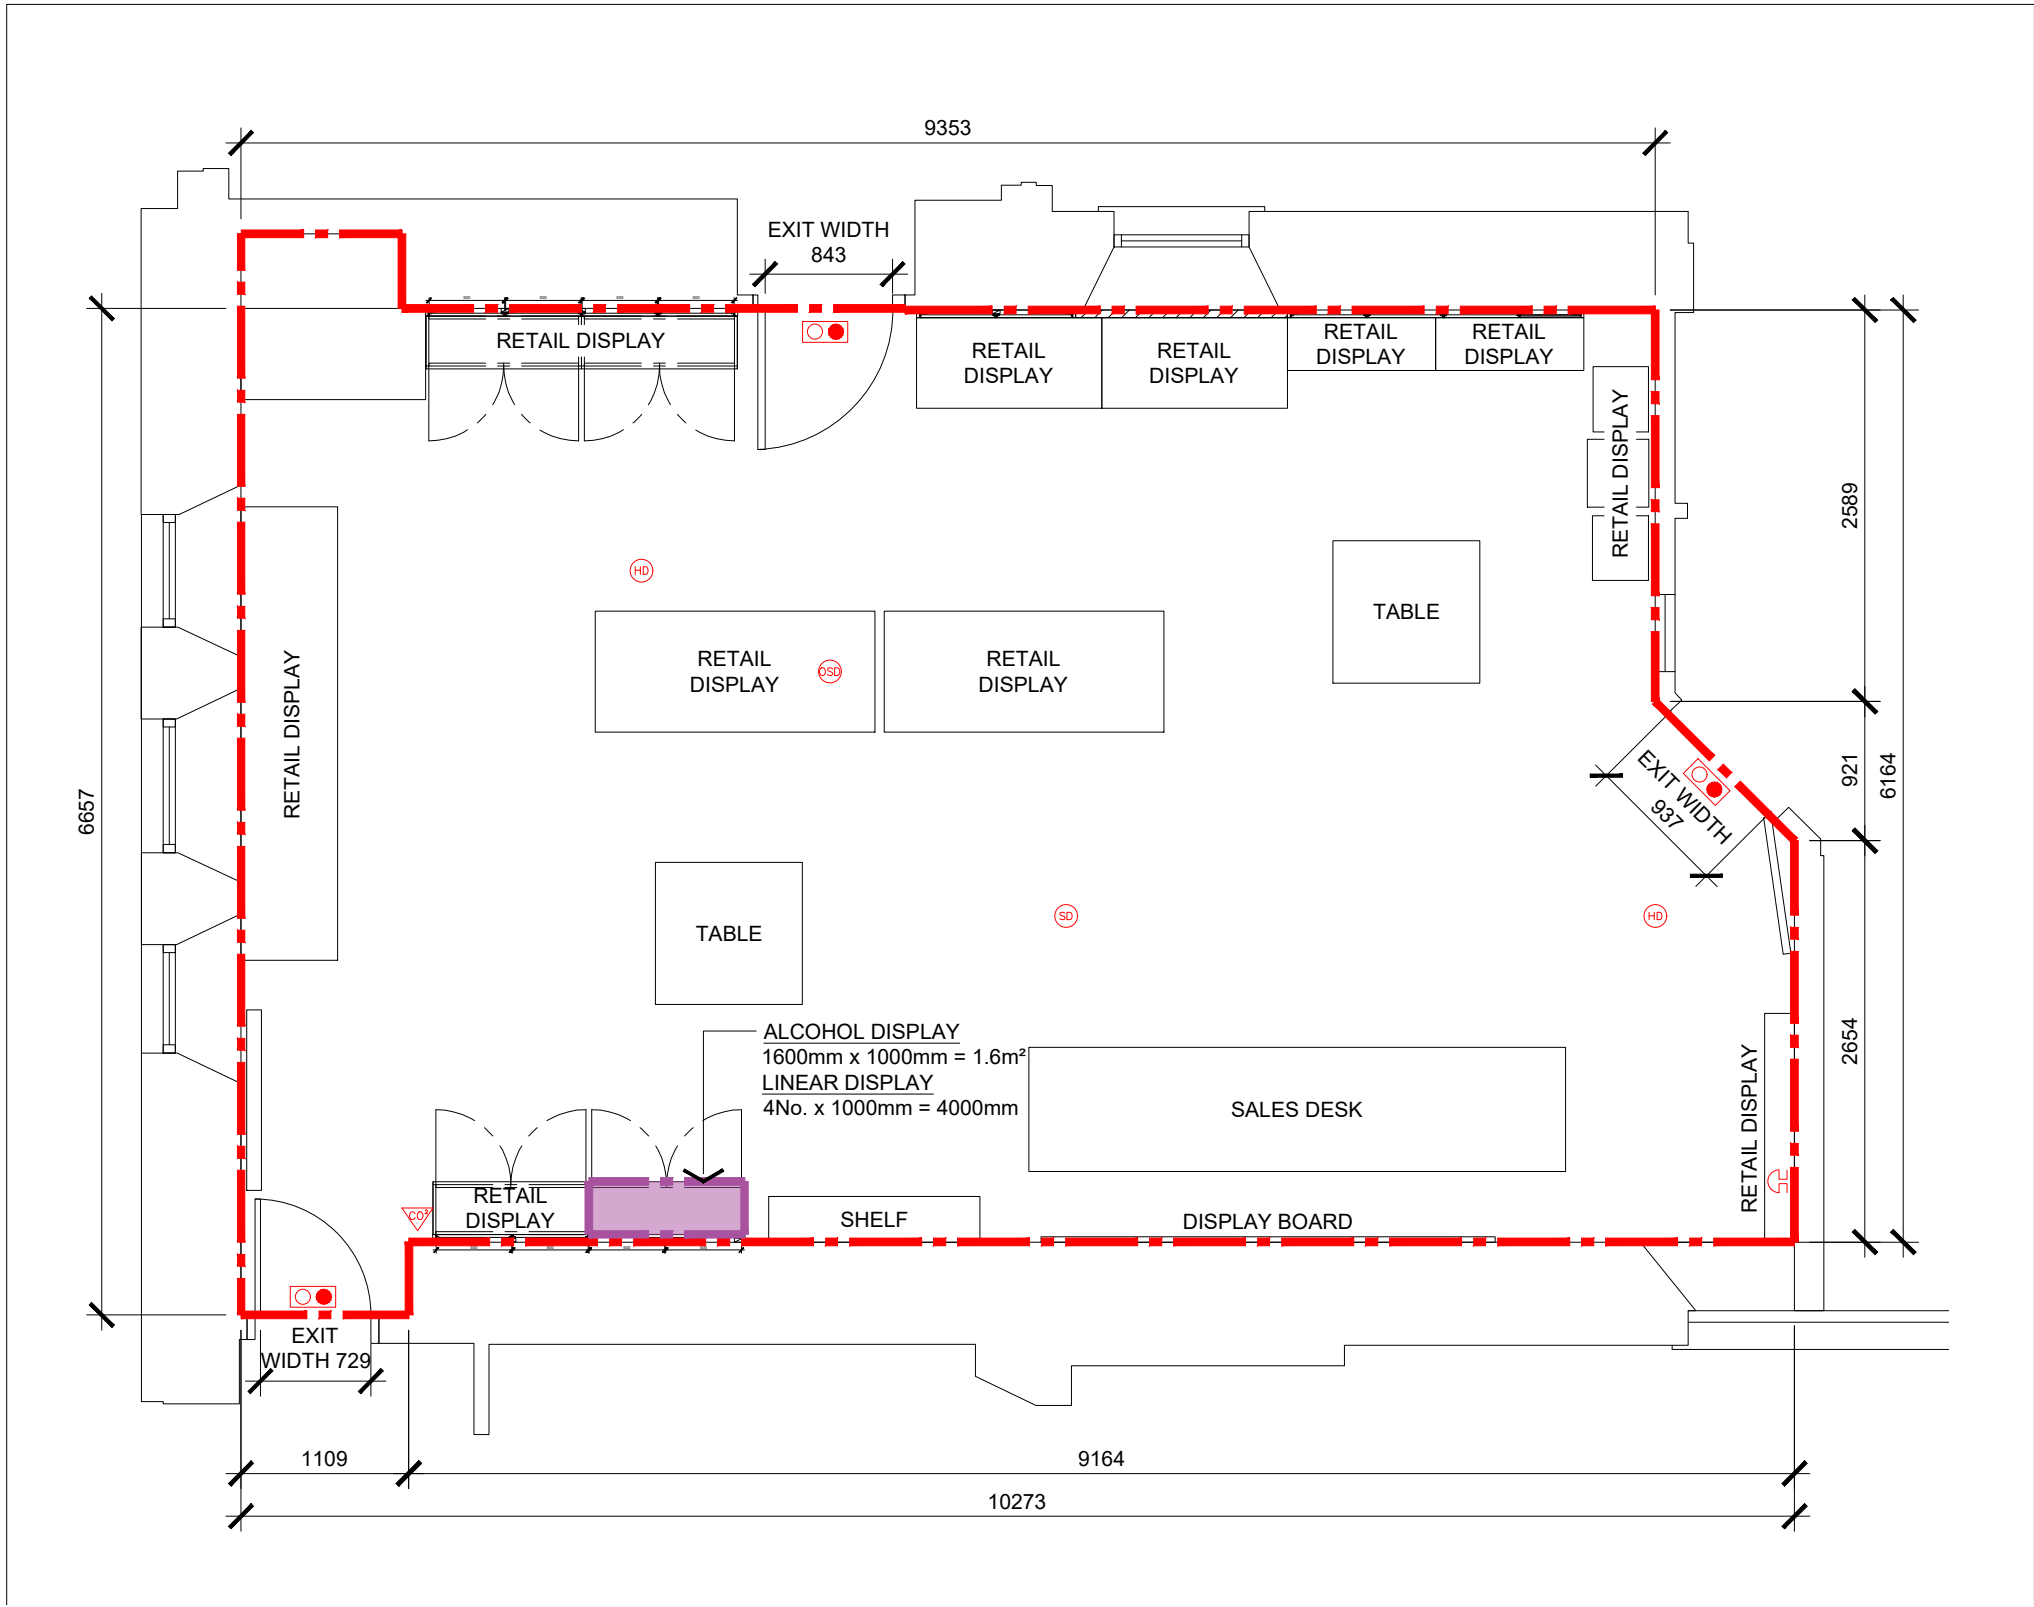 9353
EXIT WIDTH
843
RETAIL DISPLAY
RETAIL
DISPLAY
RETAIL
DISPLAY
RETAIL
DISPLAY
RETAIL
DISPLAY
RETAIL DISPLAY
2589
HD
TABLE
RETAIL
DISPLAY
OSD
RETAIL
DISPLAY
RETAIL DISPLAY
6657
EXIT WIDTH
937
921
6164
TABLE
SD
HD
ALCOHOL DISPLAY
1600mm x 1000mm = 1.6m²
LINEAR DISPLAY
4No. x 1000mm = 4000mm
SALES DESK
2654
RETAIL DISPLAY
CO²
RETAIL
DISPLAY
SHELF
DISPLAY BOARD
EXIT
WIDTH 729
1109
9164
10273